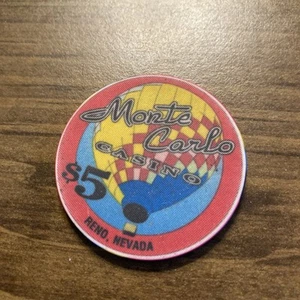 Monte
Carlo
CASINO
$5
RENO, NEVADA